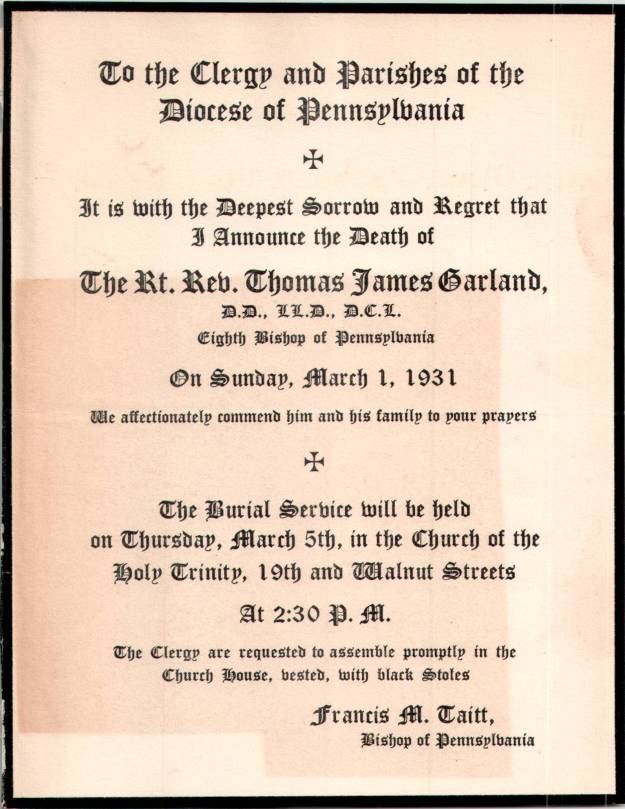 To the Clergy and Parishes of the
Diocese of Pennsylvania
✠
It is with the Deepest Sorrow and Regret that
I Announce the Death of
The Rt. Rev. Thomas James Garland,
D.D., LL.D., D.C.L.
Eighth Bishop of Pennsylvania
On Sunday, March 1, 1931
We affectionately commend him and his family to your prayers
✠
The Burial Service will be held
on Thursday, March 5th, in the Church of the
Holy Trinity, 19th and Walnut Streets
At 2:30 P. M.
The Clergy are requested to assemble promptly in the
Church House, vested, with black Stoles
Francis M. Taitt,
Bishop of Pennsylvania